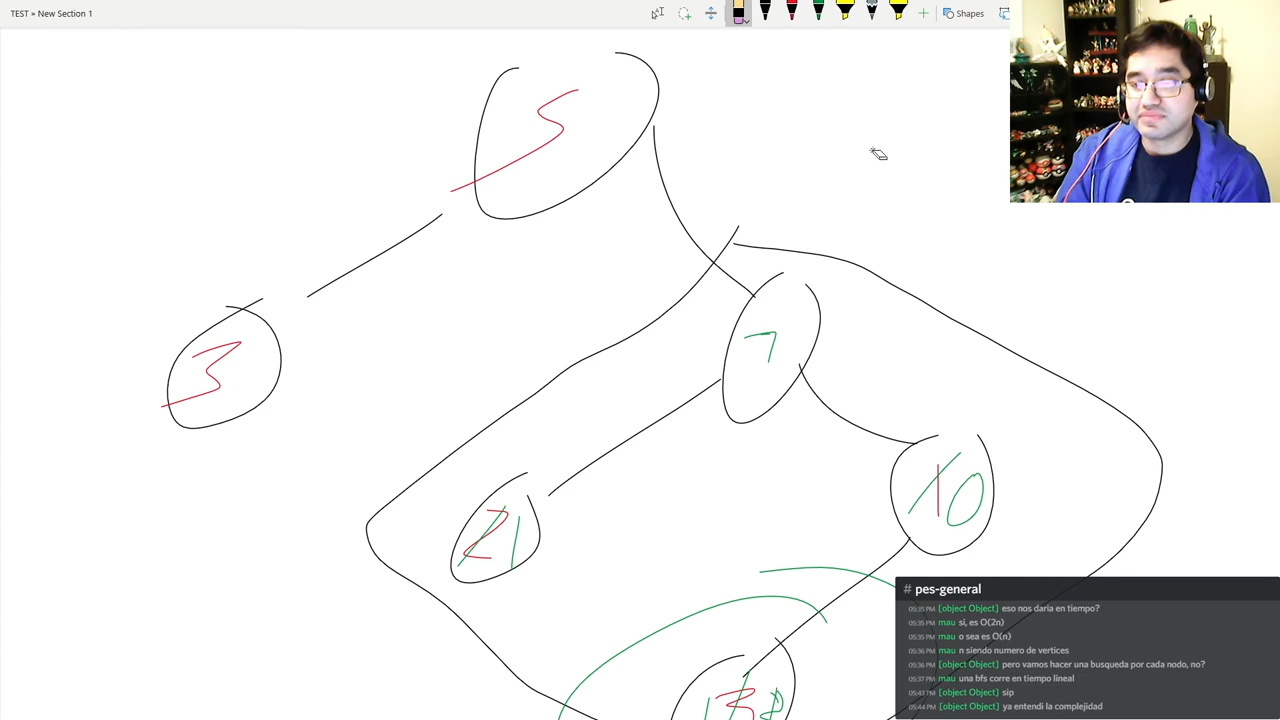 TEST » New Section 1
Shapes
5
3
7
21
10
# pes-general
05:35 PM [object Object] eso nos daria en tiempo?
05:35 PM mau si, es O(2n)
05:35 PM mau o sea es O(n)
05:36 PM mau n siendo numero de vertices
05:36 PM [object Object] pero vamos hacer una busqueda por cada nodo, no?
05:37 PM mau una bfs corre en tiempo lineal
05:43 PM [object Object] sip
05:44 PM [object Object] ya entendi la complejidad